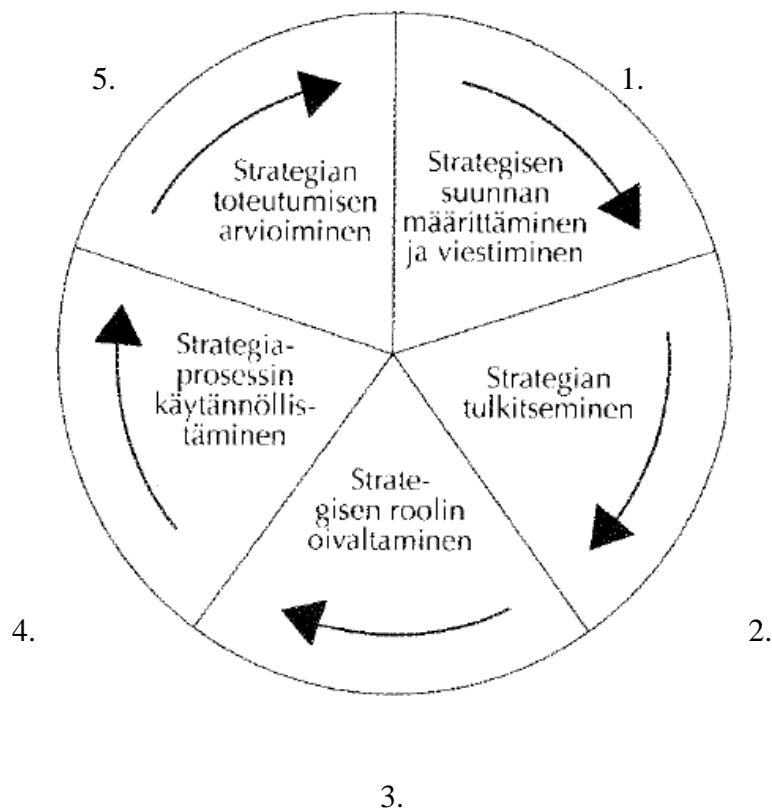 5.
1.
Strategian
toteutumisen
arvioiminen
Strategisen
suunnan
määrittäminen
ja viestiminen
Strategia-
prosessin
käytännöllis-
täminen
Strategian
tulkitseminen
Strate-
gisen roolin
oivaltaminen
4.
2.
3.